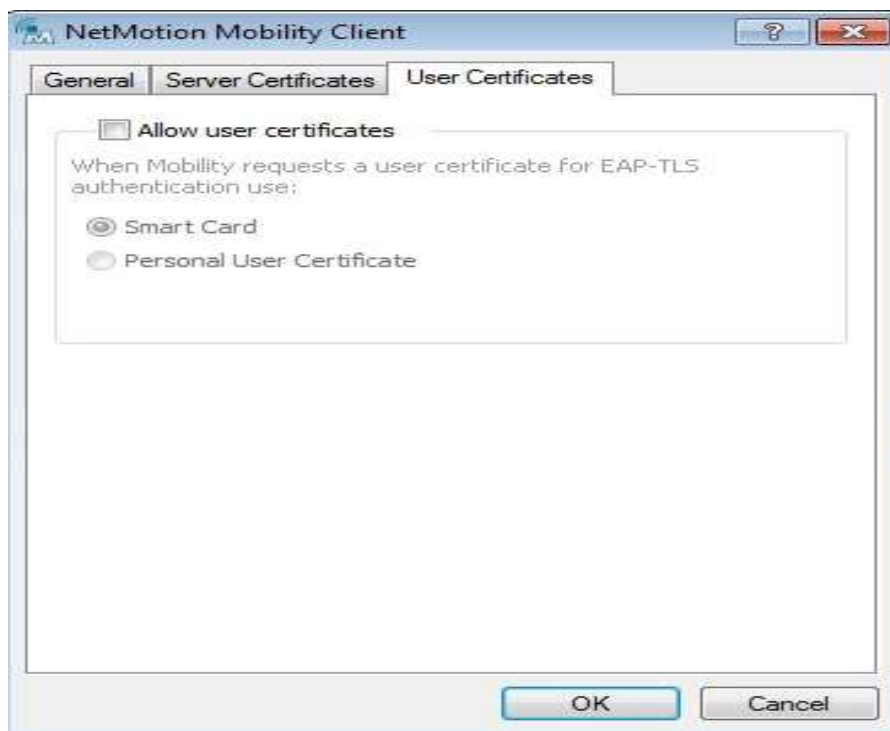 NetMotion Mobility Client
General Server Certificates User Certificates
Allow user certificates
When Mobility requests a user certificate for EAP-TLS
authentication use:
Smart Card
Personal User Certificate
OK Cancel